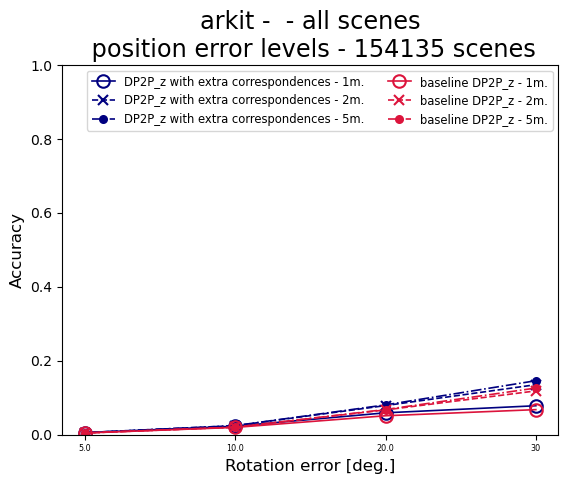 arkit -  - all scenes
position error levels - 154135 scenes
DP2P_z with extra correspondences - 1m.
DP2P_z with extra correspondences - 2m.
DP2P_z with extra correspondences - 5m.
baseline DP2P_z - 1m.
baseline DP2P_z - 2m.
baseline DP2P_z - 5m.
Accuracy
1.0
0.8
0.6
0.4
0.2
0.0
5.0 10.0 20.0 30
Rotation error [deg.]